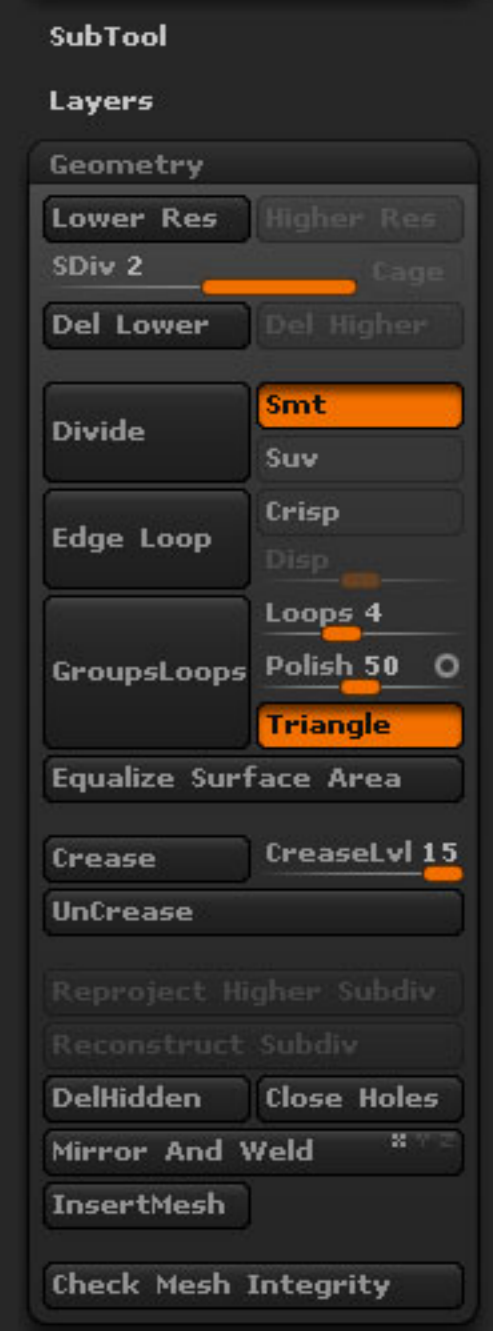 SubTool
Layers
Geometry
Lower Res Higher Res
SDiv 2 Cage
Del Lower Del Higher
Divide
Smt
Suv
Edge Loop
Crisp
Disp
GroupsLoops
Loops 4
Polish 50
Triangle
Equalize Surface Area
Crease CreaseLvl 15
UnCrease
Reproject Higher Subdiv
Reconstruct Subdiv
DelHidden Close Holes
Mirror And Weld X Y Z
InsertMesh
Check Mesh Integrity